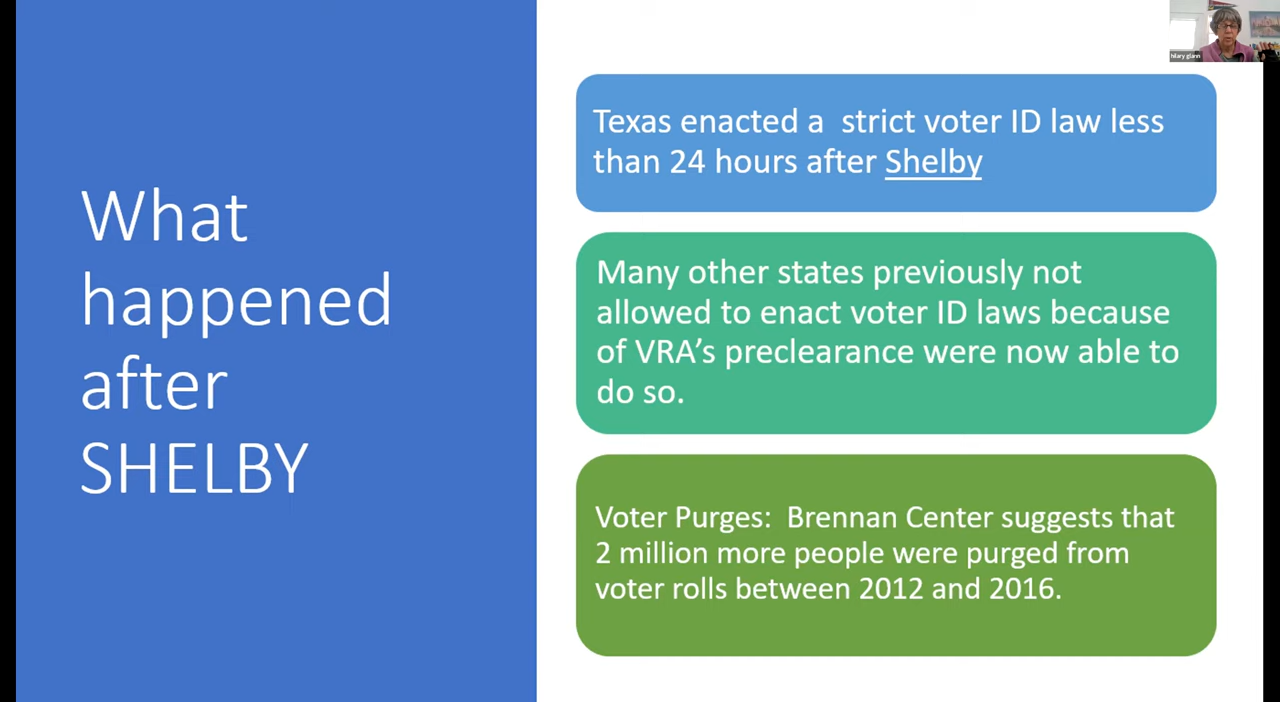 What
happened
after
SHELBY
Texas enacted a  strict voter ID law less
than 24 hours after Shelby
Many other states previously not
allowed to enact voter ID laws because
of VRA’s preclearance were now able to
do so.
Voter Purges:  Brennan Center suggests that
2 million more people were purged from
voter rolls between 2012 and 2016.
hilary glann